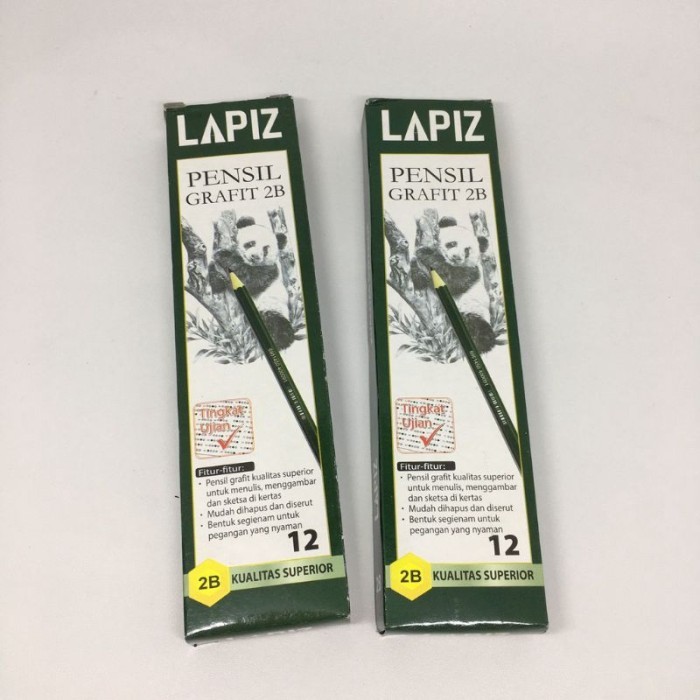 LAPIZ
PENSIL
GRAFIT 2B
Tingkat
Ujian
Fitur-fitur:
• Pensil grafit kualitas superior
untuk menulis, menggambar
dan sketsa di kertas
• Mudah dihapus dan diserut
• Bentuk segienam untuk
pegangan yang nyaman
12
2B KUALITAS SUPERIOR
LAPIZ
PENSIL
GRAFIT 2B
Tingkat
Ujian
Fitur-fitur:
• Pensil grafit kualitas superior
untuk menulis, menggambar
dan sketsa di kertas
• Mudah dihapus dan diserut
• Bentuk segienam untuk
pegangan yang nyaman
12
2B KUALITAS SUPERIOR
LAPIZ